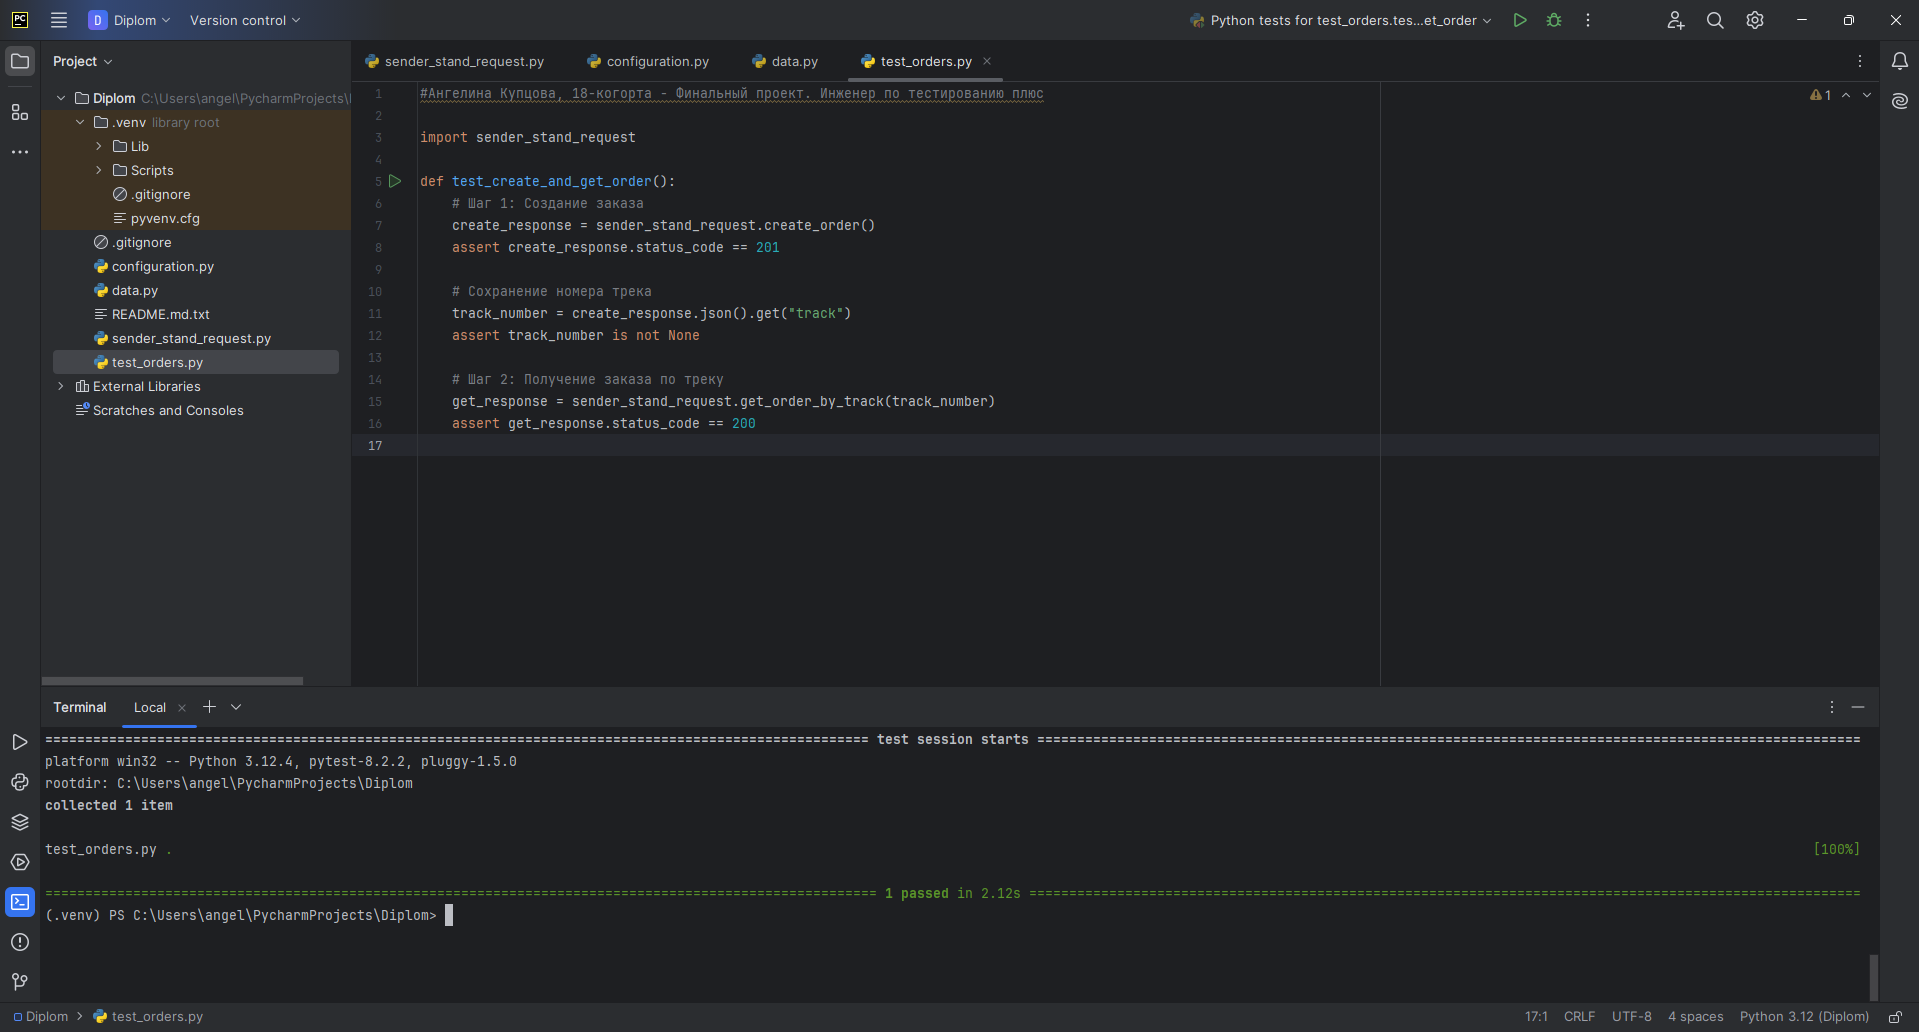 PC
D Diplom Version control Python tests for test_orders.tes...et_order
Project
sender_stand_request.py configuration.py data.py test_orders.py
Diplom C:\Users\angel\PycharmProjects\
.venv library root
Lib
Scripts
.gitignore
pyvenv.cfg
.gitignore
configuration.py
data.py
README.md.txt
sender_stand_request.py
test_orders.py
External Libraries
Scratches and Consoles
1 #Ангелина Купцова, 18-когорта - Финальный проект. Инженер по тестированию плюс
1
2
3 import sender_stand_request
4
5 def test_create_and_get_order():
6 # Шаг 1: Создание заказа
7 create_response = sender_stand_request.create_order()
8 assert create_response.status_code == 201
9
10 # Сохранение номера трека
11 track_number = create_response.json().get("track")
12 assert track_number is not None
13
14 # Шаг 2: Получение заказа по треку
15 get_response = sender_stand_request.get_order_by_track(track_number)
16 assert get_response.status_code == 200
17
Terminal Local
======================================================================================================= test session starts =======================================================================================================
platform win32 -- Python 3.12.4, pytest-8.2.2, pluggy-1.5.0
rootdir: C:\Users\angel\PycharmProjects\Diplom
collected 1 item
test_orders.py . [100%]
======================================================================================================== 1 passed in 2.12s ========================================================================================================
(.venv) PS C:\Users\angel\PycharmProjects\Diplom>
Diplom > test_orders.py 17:1 CRLF UTF-8 4 spaces Python 3.12 (Diplom)